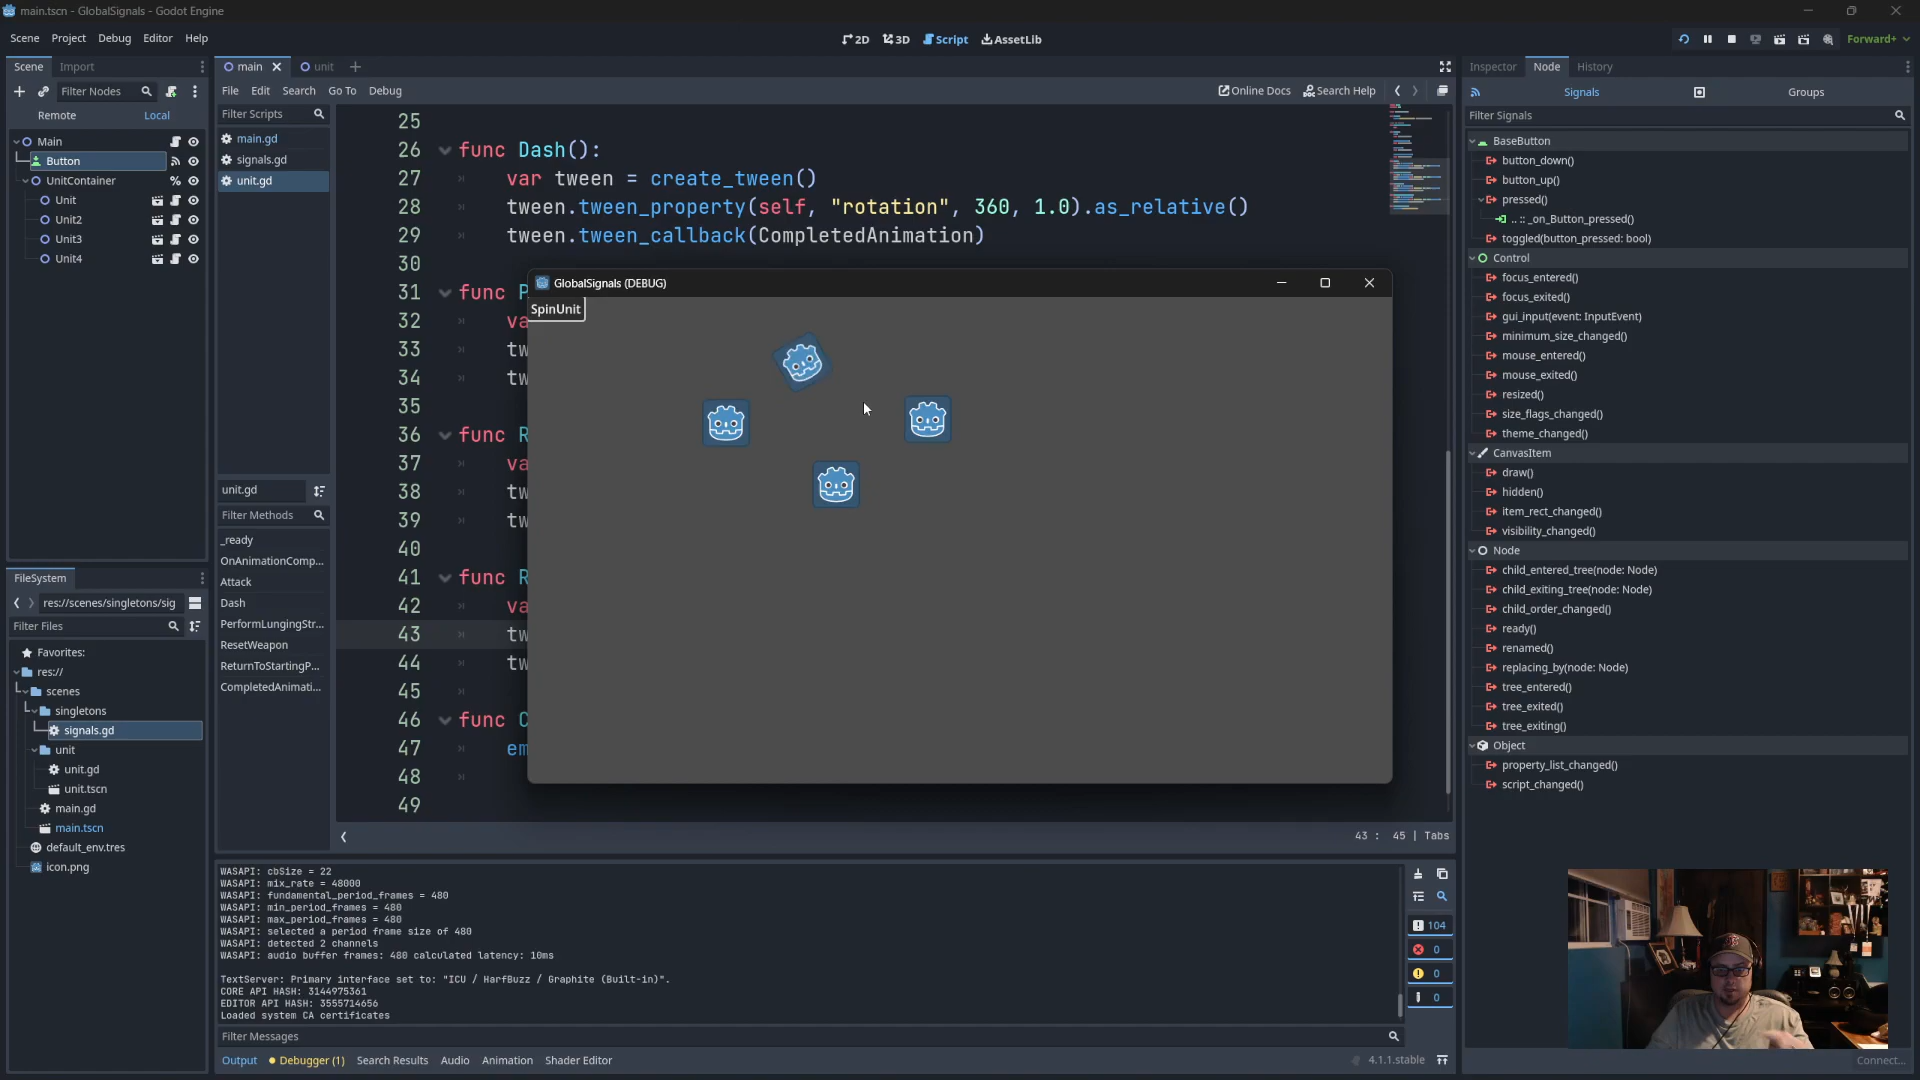 main.tscn - GlobalSignals - Godot Engine
Scene Project Debug Editor Help
2D 3D Script AssetLib
Forward+
Scene Import
Filter Nodes
Remote Local
Main
Button
UnitContainer
%
Unit
Unit2
Unit3
Unit4
FileSystem
res://scenes/singletons/sig
Filter Files
Favorites:
res://
scenes
singletons
signals.gd
unit
unit.gd
unit.tscn
main.gd
main.tscn
default_env.tres
icon.png
main unit
File Edit Search Go To Debug
Online Docs Search Help
Filter Scripts
main.gd
signals.gd
unit.gd
unit.gd
Filter Methods
_ready
OnAnimationComp...
Attack
Dash
PerformLungingStr...
ResetWeapon
ReturnToStartingP...
CompletedAnimati...
25
26 func Dash():
27 var tween = create_tween()
28 tween.tween_property(self, "rotation", 360, 1.0).as_relative()
29 tween.tween_callback(CompletedAnimation)
30
31 func P
32 va
33 tw
34 tw
35
36 func R
37 va
38 tw
39 tw
40
41 func R
42 va
43 tw
44 tw
45
46 func C
47 em
48
49
43 : 45 | Tabs
GlobalSignals (DEBUG)
SpinUnit
WASAPI: cbSize = 22
WASAPI: mix_rate = 48000
WASAPI: fundamental_period_frames = 480
WASAPI: min_period_frames = 480
WASAPI: max_period_frames = 480
WASAPI: selected a period frame size of 480
WASAPI: detected 2 channels
WASAPI: audio buffer frames: 480 calculated latency: 10ms
TextServer: Primary interface set to: "ICU / HarfBuzz / Graphite (Built-in)".
CORE API HASH: 3144975361
EDITOR API HASH: 3555714656
Loaded system CA certificates
Filter Messages
104
0
0
0
Output Debugger (1) Search Results Audio Animation Shader Editor
4.1.1.stable
Inspector Node History
Signals Groups
Filter Signals
BaseButton
button_down()
button_up()
pressed()
.. :: _on_Button_pressed()
toggled(button_pressed: bool)
Control
focus_entered()
focus_exited()
gui_input(event: InputEvent)
minimum_size_changed()
mouse_entered()
mouse_exited()
resized()
size_flags_changed()
theme_changed()
CanvasItem
draw()
hidden()
item_rect_changed()
visibility_changed()
Node
child_entered_tree(node: Node)
child_exiting_tree(node: Node)
child_order_changed()
ready()
renamed()
replacing_by(node: Node)
tree_entered()
tree_exited()
tree_exiting()
Object
property_list_changed()
script_changed()
Connect...